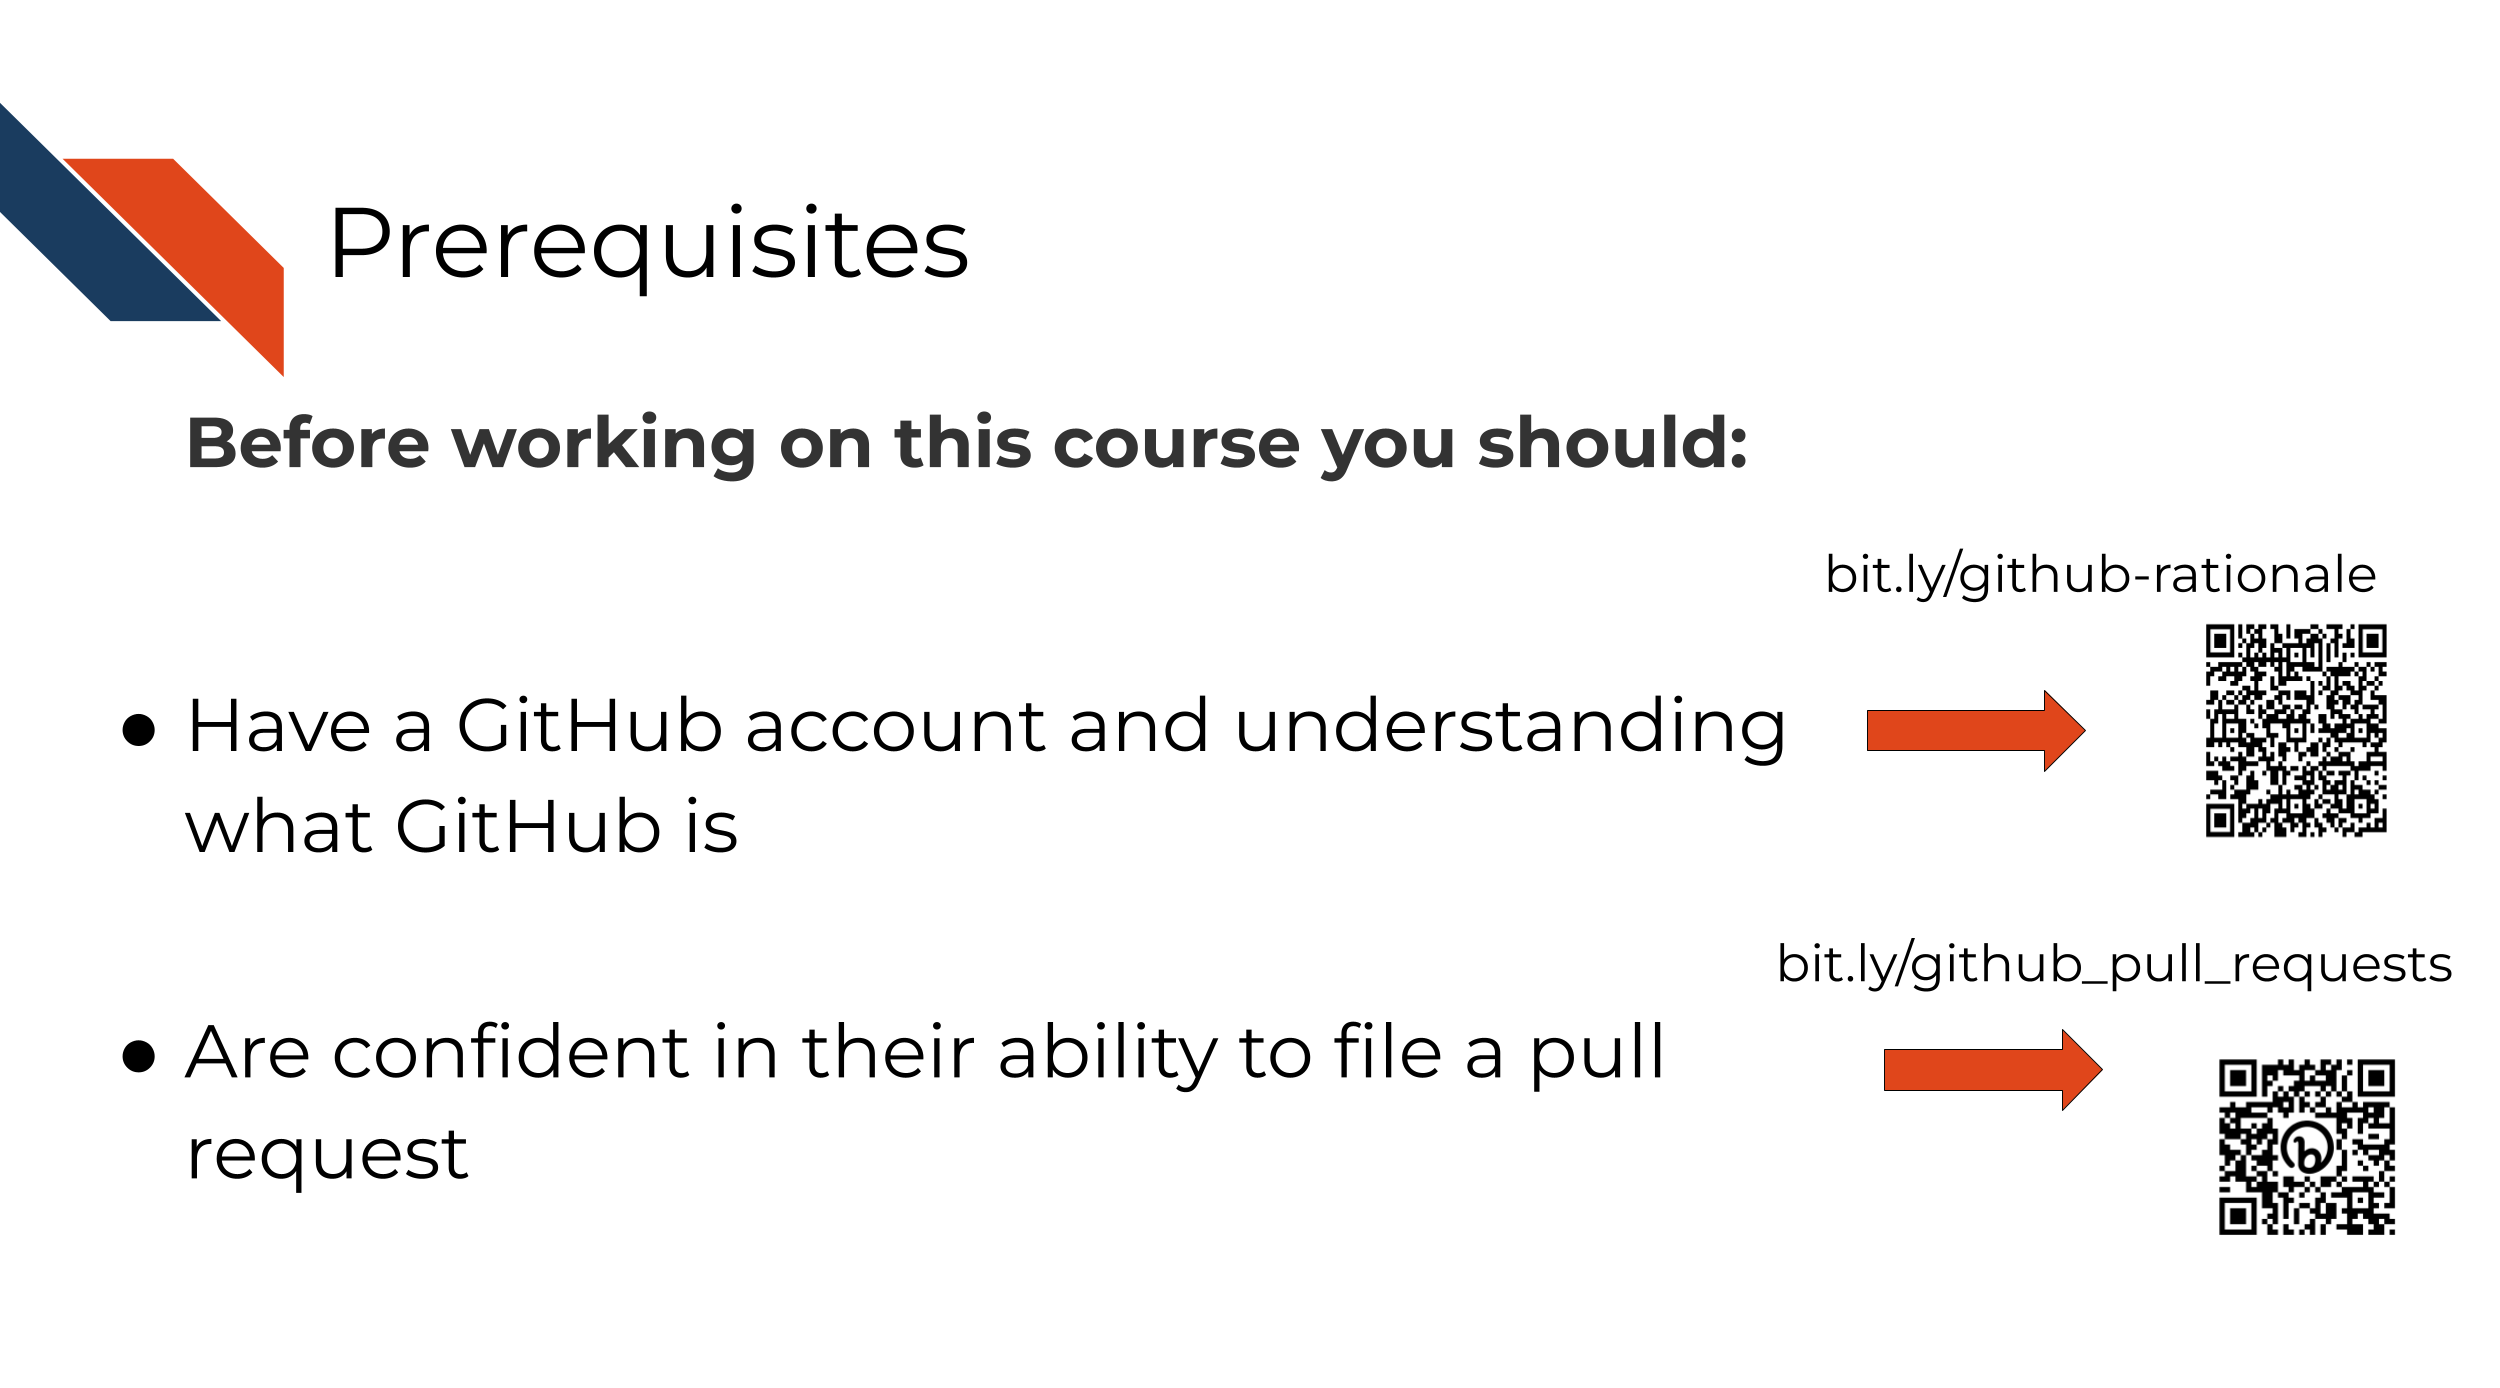 Prerequisites
Before working on this course you should:
bit.ly/github-rationale
● Have a GitHub account and understanding
what GitHub is
bit.ly/github_pull_requests
● Are confident in their ability to file a pull
request